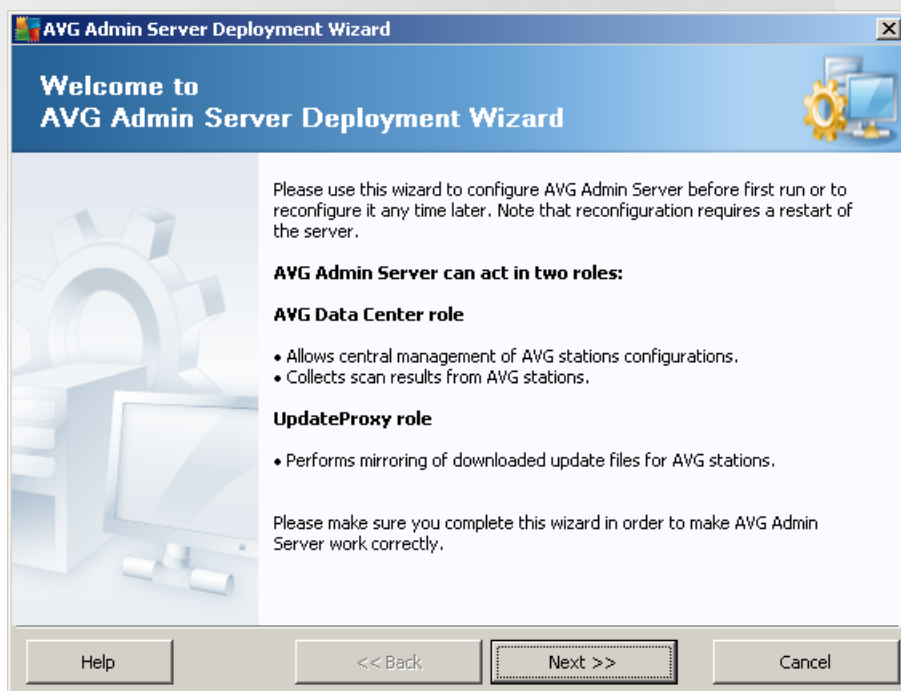 AVG Admin Server Deployment Wizard
Welcome to
AVG Admin Server Deployment Wizard
Please use this wizard to configure AVG Admin Server before first run or to
reconfigure it any time later. Note that reconfiguration requires a restart of
the server.
AVG Admin Server can act in two roles:
AVG Data Center role
• Allows central management of AVG stations configurations.
• Collects scan results from AVG stations.
UpdateProxy role
• Performs mirroring of downloaded update files for AVG stations.
Please make sure you complete this wizard in order to make AVG Admin
Server work correctly.
Help
<< Back
Next >>
Cancel